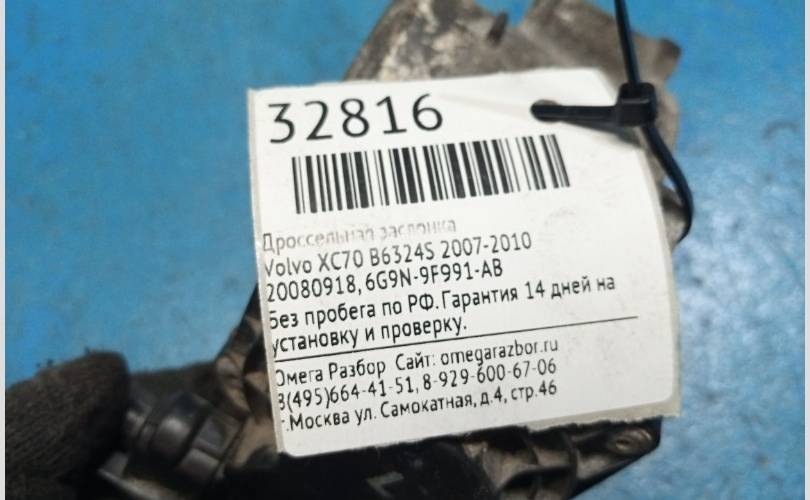 32816
Дроссельная заслонка
Volvo XC70 B6324S 2007-2010
20080918, 6G9N-9F991-AB
Без пробега по РФ. Гарантия 14 дней на
установку и проверку.
Омега Разбор Сайт: omegarazbor.ru
8(495)664-41-51, 8-929-600-67-06
г.Москва ул. Самокатная, д.4, стр.46